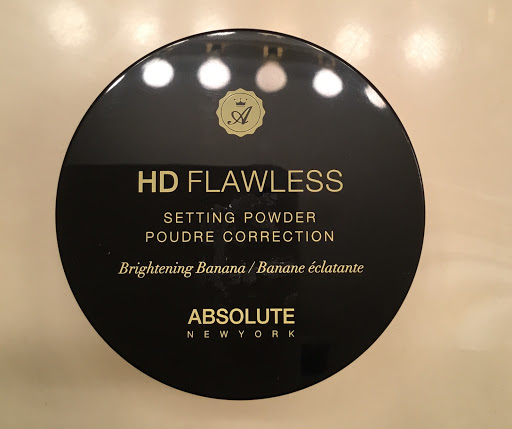 A
HD FLAWLESS
SETTING POWDER
POUDRE CORRECTION
Brightening Banana / Banane éclatante
ABSOLUTE
NEW YORK